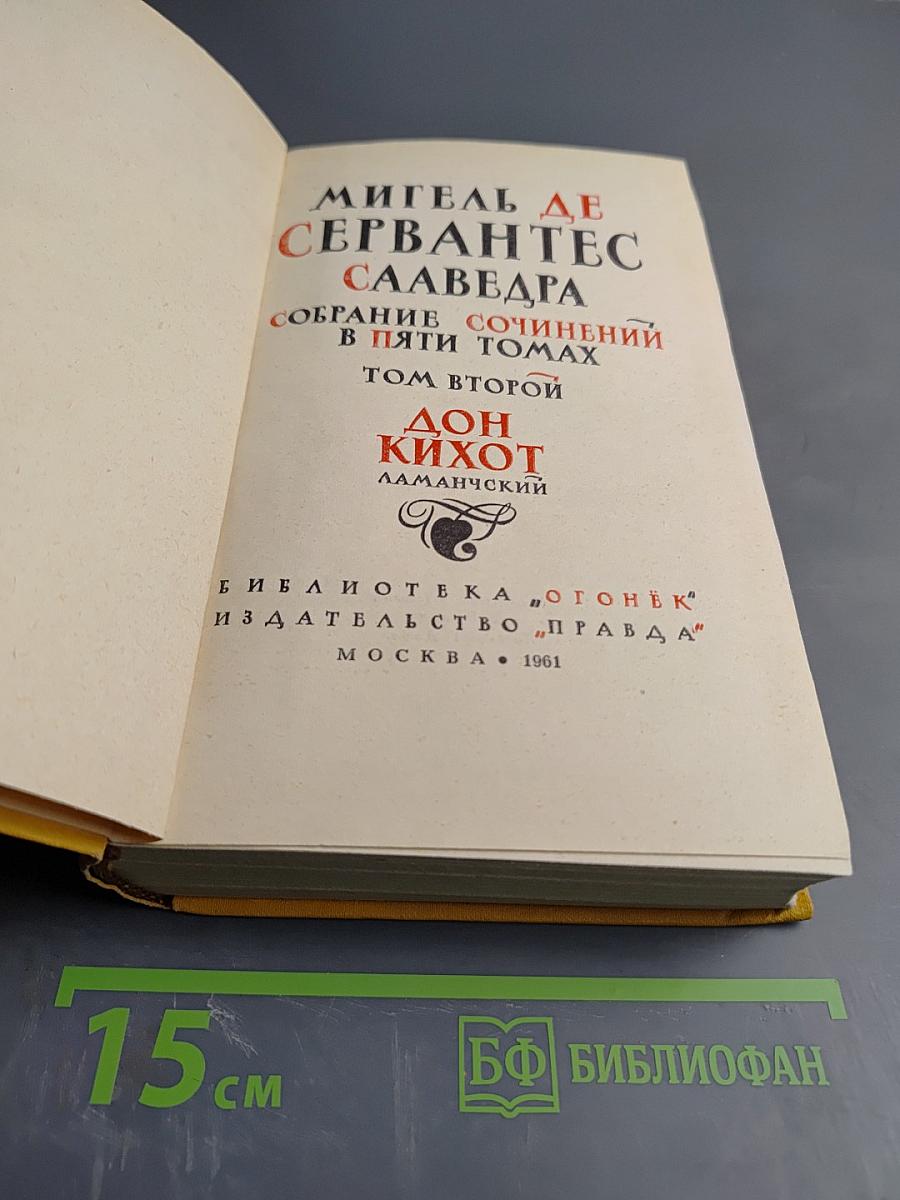 МИГЕЛЬ ДЕ
СЕРВАНТЕС
СААВЕДРА
СОБРАНИЕ СОЧИНЕНИЙ
В ПЯТИ ТОМАХ
ТОМ ВТОРОЙ
ДОН
КИХОТ
ЛАМАНЧСКИЙ
БИБЛИОТЕКА „ОГОНЁК"
ИЗДАТЕЛЬСТВО „ПРАВДА"
МОСКВА • 1961
15 см
БФ БИБЛИОФАН